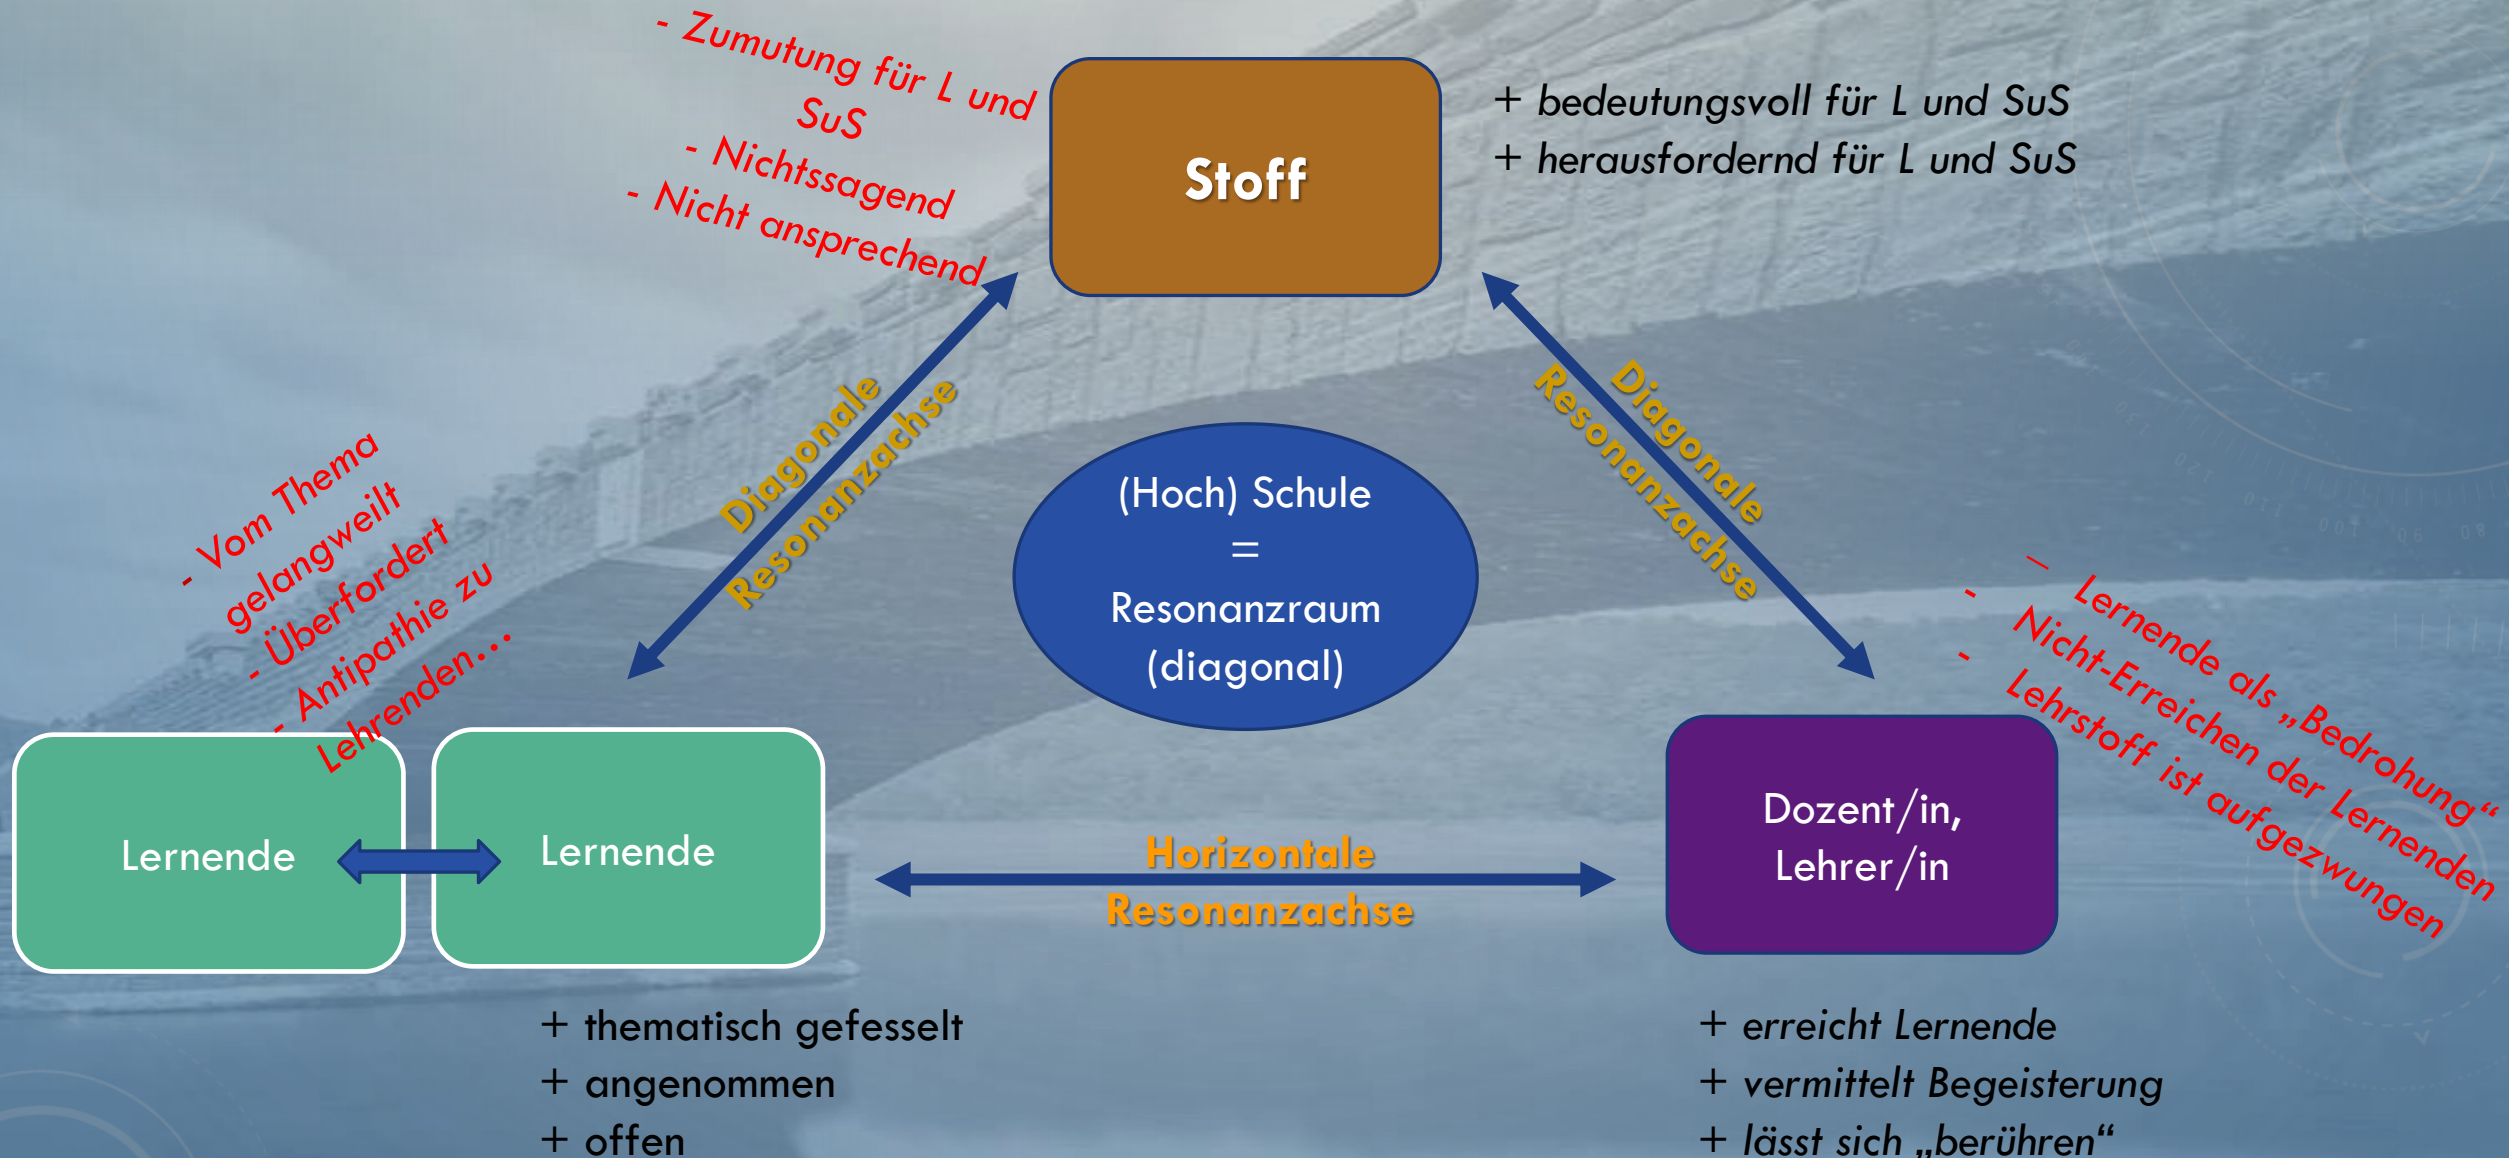 - Zumutung für L und
SuS
- Nichtssagend
- Nicht ansprechend
Stoff
+ bedeutungsvoll für L und SuS
+ herausfordernd für L und SuS
Diagonale
Resonanzachse
Diagonale
Resonanzachse
(Hoch) Schule
=
Resonanzraum
(diagonal)
- Vom Thema
gelangweilt
- Überfordert
- Antipathie zu
Lehrenden...
– Lernende als „Bedrohung“
- Nicht-Erreichen der Lernenden
- Lehrstoff ist aufgezwungen
Lernende
Lernende
Horizontale
Resonanzachse
Dozent/in,
Lehrer/in
+ thematisch gefesselt
+ angenommen
+ offen
+ erreicht Lernende
+ vermittelt Begeisterung
+ lässt sich „berühren“